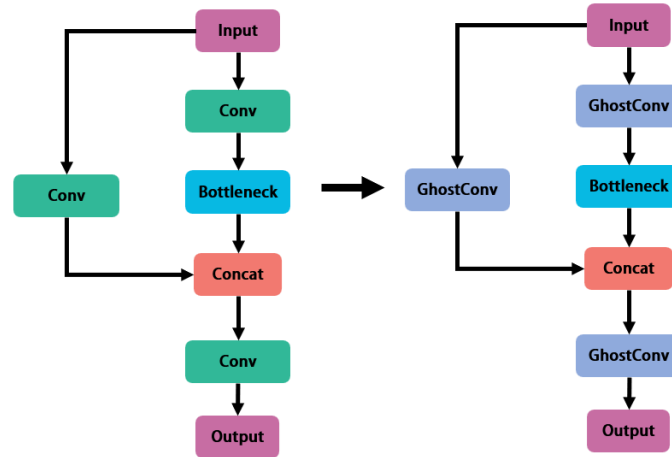 Input
Conv
Conv
Bottleneck
Concat
Conv
Output
Input
GhostConv
GhostConv
Bottleneck
Concat
GhostConv
Output